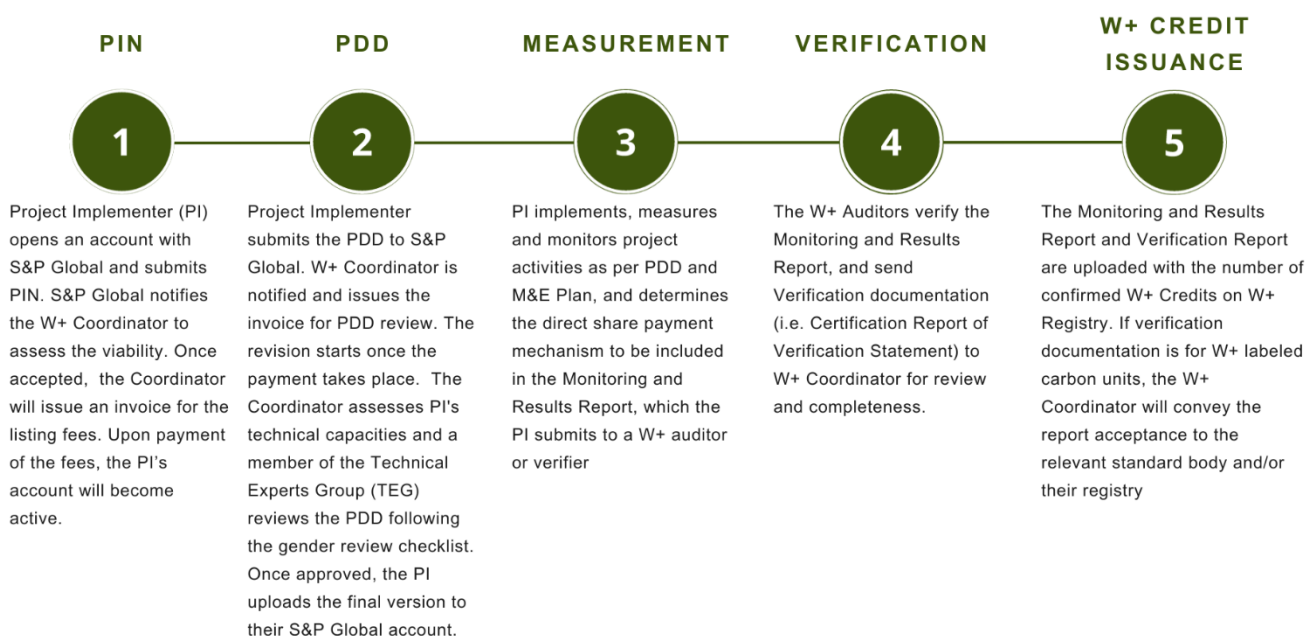 PIN
1
Project Implementer (PI)
opens an account with
S&P Global and submits
PIN. S&P Global notifies
the W+ Coordinator to
assess the viability. Once
accepted, the Coordinator
will issue an invoice for the
listing fees. Upon payment
of the fees, the PI's
account will become
active.
PDD
2
Project Implementer
submits the PDD to S&P
Global. W+ Coordinator is
notified and issues the
invoice for PDD review. The
revision starts once the
payment takes place. The
Coordinator assesses PI's
technical capacities and a
member of the Technical
Experts Group (TEG)
reviews the PDD following
the gender review checklist.
Once approved, the PI
uploads the final version to
their S&P Global account.
MEASUREMENT
3
PI implements, measures
and monitors project
activities as per PDD and
M&E Plan, and determines
the direct share payment
mechanism to be included
in the Monitoring and
Results Report, which the
PI submits to a W+ auditor
or verifier
VERIFICATION
4
The W+ Auditors verify the
Monitoring and Results
Report, and send
Verification documentation
(i.e. Certification Report of
Verification Statement) to
W+ Coordinator for review
and completeness.
W+ CREDIT
ISSUANCE
5
The Monitoring and Results
Report and Verification Report
are uploaded with the number of
confirmed W+ Credits on W+
Registry. If verification
documentation is for W+ labeled
carbon units, the W+
Coordinator will convey the
report acceptance to the
relevant standard body and/or
their registry